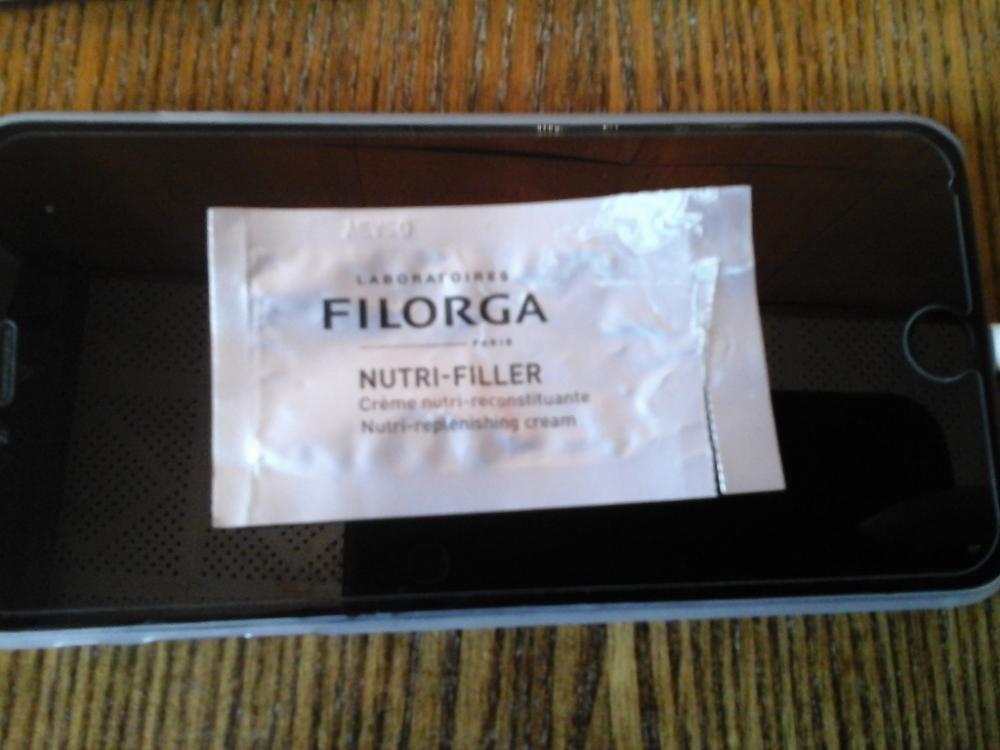 LABORATOIRES
FILORGA
PARIS
NUTRI-FILLER
Crème nutri-reconstituante
Nutri-replenishing cream